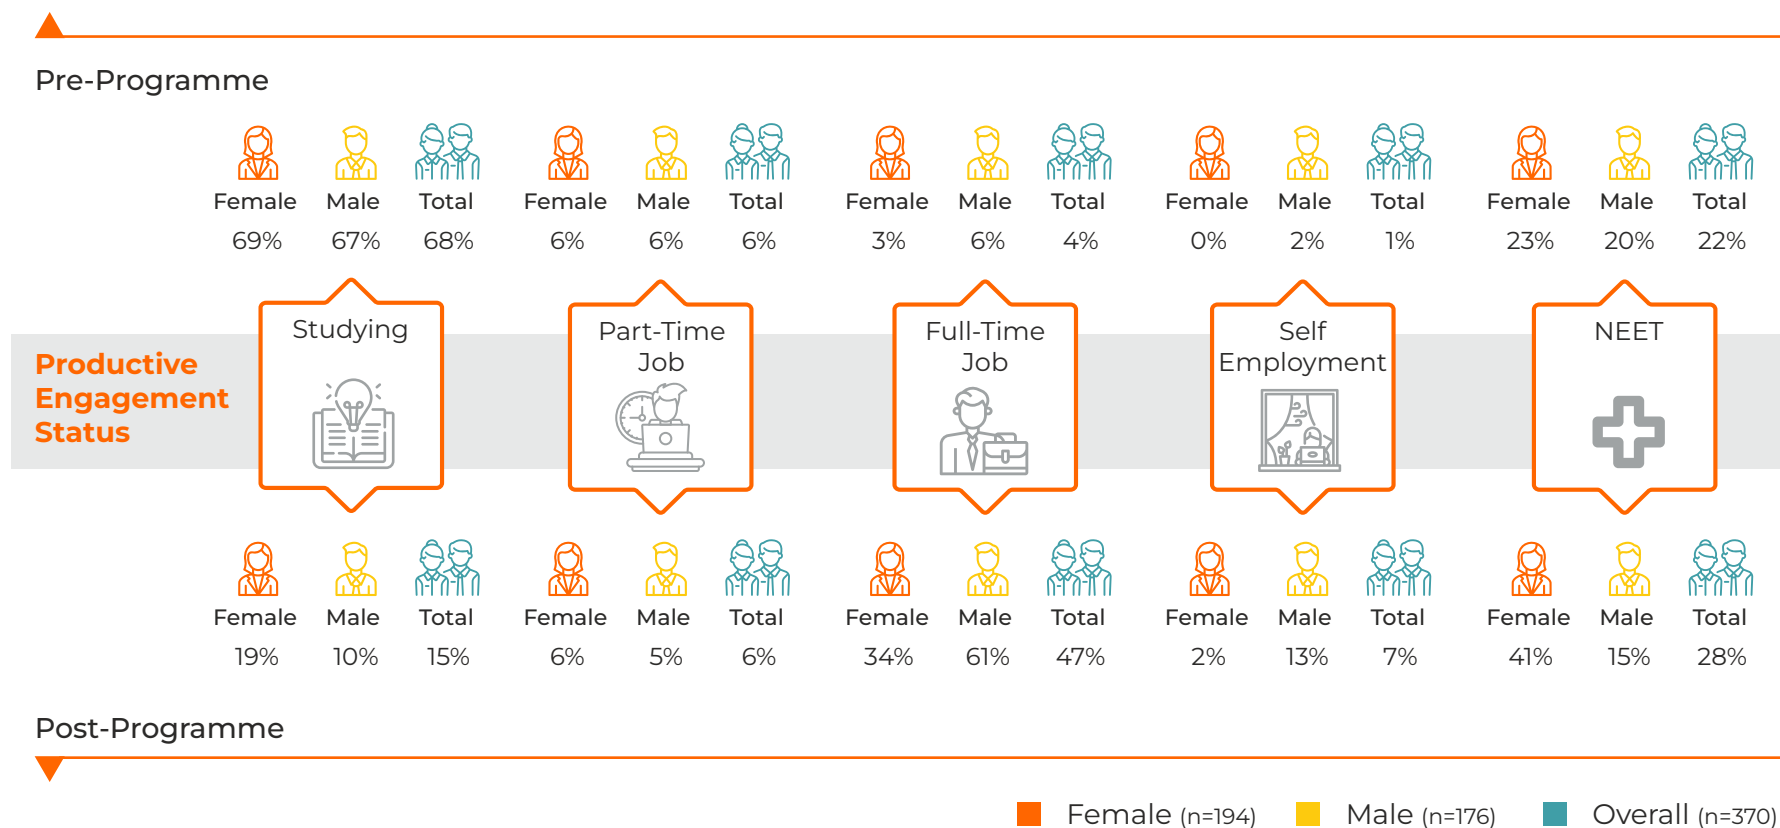 Pre-Programme
Female Male Total Female Male Total Female Male Total Female Male Total Female Male Total
69% 67% 68% 6% 6% 6% 3% 6% 4% 0% 2% 1% 23% 20% 22%
Productive
Engagement
Status
Studying
Part-Time
Job
Full-Time
Job
Self
Employment
NEET
Female Male Total Female Male Total Female Male Total Female Male Total Female Male Total
19% 10% 15% 6% 5% 6% 34% 61% 47% 2% 13% 7% 41% 15% 28%
Post-Programme
Female (n=194) Male (n=176) Overall (n=370)